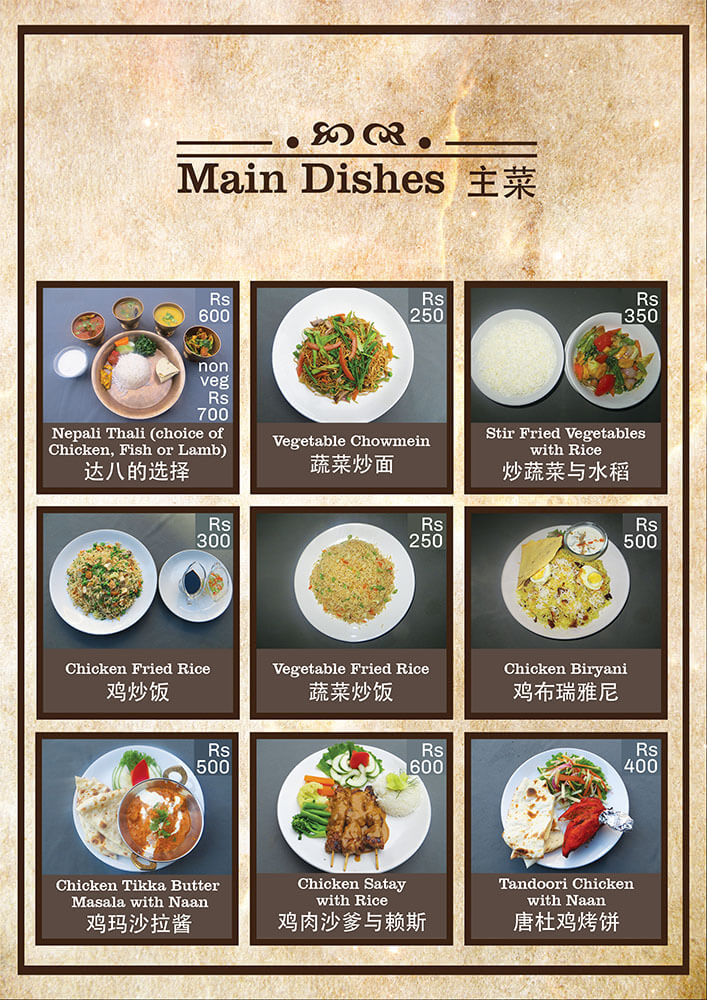 Main Dishes 主菜
Rs
600
non
veg
Rs
700
Nepali Thali (choice of
Chicken, Fish or Lamb)
达八的选择
Rs
250
Vegetable Chowmein
蔬菜炒面
Rs
350
Stir Fried Vegetables
with Rice
炒蔬菜与水稻
Rs
300
Chicken Fried Rice
鸡炒饭
Rs
250
Vegetable Fried Rice
蔬菜炒饭
Rs
500
Chicken Biryani
鸡布瑞雅尼
Rs
500
Chicken Tikka Butter
Masala with Naan
鸡玛沙拉酱
Rs
600
Chicken Satay
with Rice
鸡肉沙爹与赖斯
Rs
400
Tandoori Chicken
with Naan
唐杜鸡烤饼